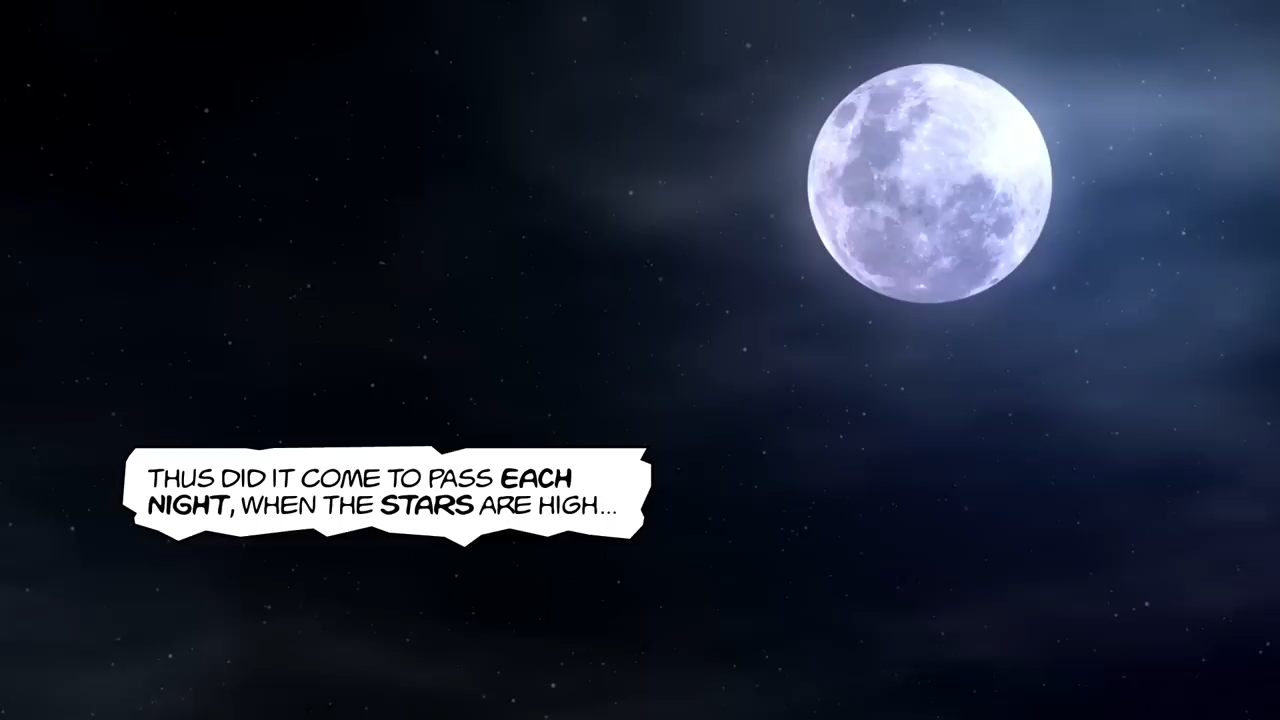 THUS DID IT COME TO PASS EACH
NIGHT, WHEN THE STARS ARE HIGH...